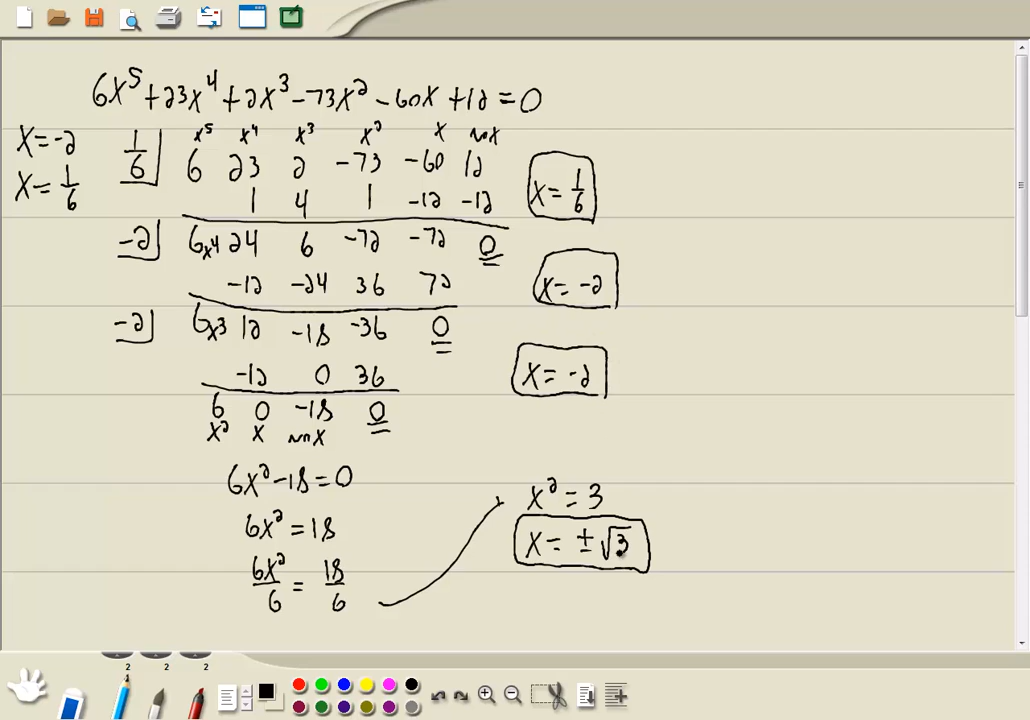 6x⁵ + 23x⁴ + 2x³ - 73x² - 60x + 12 = 0
x = -2
x = 1/6
x⁵ x⁴ x³ x² x no x
1/6 6 23 2 -73 -60 12
1 4 1 -12 -12
x = 1/6
-2 6x⁴ 24 6 -72 -72 0
-12 -24 36 72
x = -2
-2 6x³ 12 -18 -36 0
-12 0 36
x = -2
6 0 -18 0
x² x no x
6x² - 18 = 0
6x² = 18
6x²/6 = 18/6
x² = 3
x = ±√3
2 2 2